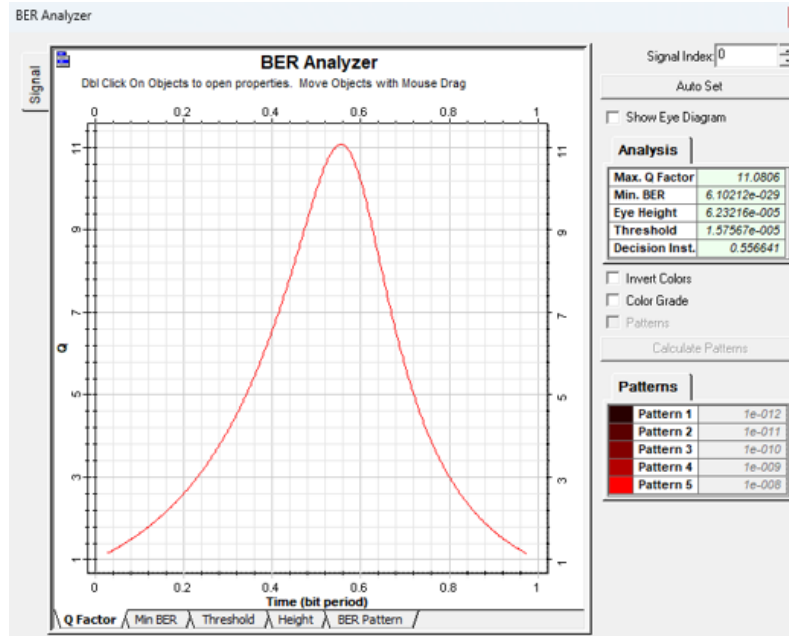 BER Analyzer
Signal
BER Analyzer
Dbl Click On Objects to open properties. Move Objects with Mouse Drag
0 0.2 0.4 0.6 0.8 1
11
9
7
5
3
1
Q
11
9
7
5
3
1
0 0.2 0.4 0.6 0.8 1
Time (bit period)
Q Factor Min BER Threshold Height BER Pattern
Signal Index: 0
Auto Set
Show Eye Diagram
Analysis
Max. Q Factor 11.0806
Min. BER 6.10212e-029
Eye Height 6.23216e-005
Threshold 1.57567e-005
Decision Inst. 0.556641
Invert Colors
Color Grade
Patterns
Calculate Patterns
Patterns
Pattern 1 1e-012
Pattern 2 1e-011
Pattern 3 1e-010
Pattern 4 1e-009
Pattern 5 1e-008